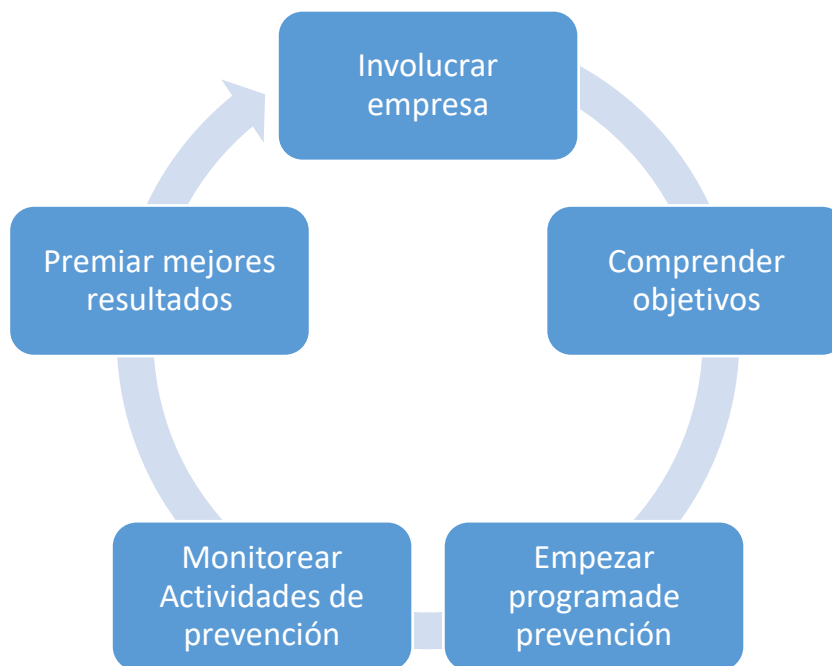 Involucrar
empresa
Comprender
objetivos
Empezar
programade
prevención
Monitorear
Actividades de
prevención
Premiar mejores
resultados